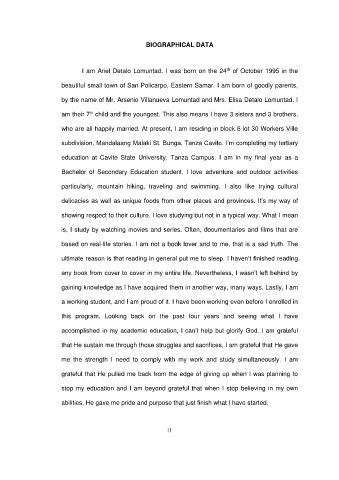 BIOGRAPHICAL DATA
I am Ariel Detalo Lomuntad. I was born on the 24th of October 1995 in the
beautiful small town of San Policarpo, Eastern Samar. I am born of goodly parents,
by the name of Mr. Arsenio Villanueva Lomuntad and Mrs. Elisa Detalo Lomuntad. I
am their 7th child and the youngest. This also means I have 3 sisters and 3 brothers,
who are all happily married. At present, I am residing in block 6 lot 30 Workers Ville
subdivision, Mandalaang Malaki St. Bunga, Tanza Cavite. I'm completing my tertiary
education at Cavite State University, Tanza Campus. I am in my final year as a
Bachelor of Secondary Education student. I love adventure and outdoor activities
particularly, mountain hiking, traveling and swimming. I also like trying cultural
delicacies as well as unique foods from other places and provinces. It's my way of
showing respect to their culture. I love studying but not in a typical way. What I mean
is, I study by watching movies and series. Often, documentaries and films that are
based on real-life stories. I am not a book lover and to me, that is a sad truth. The
ultimate reason is that reading in general put me to sleep. I haven't finished reading
any book from cover to cover in my entire life. Nevertheless, I wasn't left behind by
gaining knowledge as I have acquired them in another way, many ways. Lastly, I am
a working student, and I am proud of it. I have been working even before I enrolled in
this program. Looking back on the past four years and seeing what I have
accomplished in my academic education, I can't help but glorify God. I am grateful
that He sustain me through those struggles and sacrifices, I am grateful that He gave
me the strength I need to comply with my work and study simultaneously. I am
grateful that He pulled me back from the edge of giving up when I was planning to
stop my education and I am beyond grateful that when I stop believing in my own
abilities, He gave me pride and purpose that just finish what I have started.
II